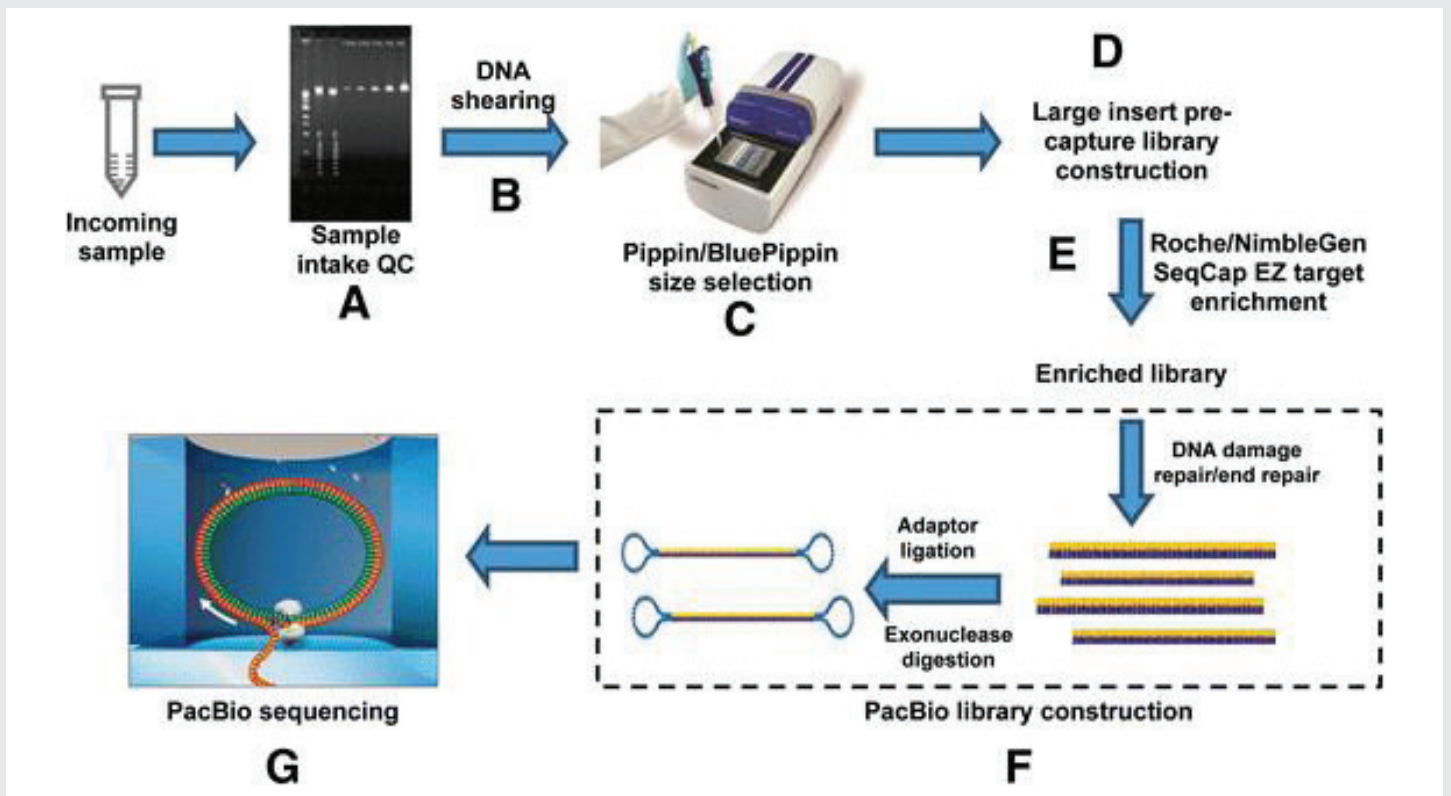 Incoming
sample
Sample
intake QC
A
DNA
shearing
B
Pippin/BluePippin
size selection
C
D
Large insert pre-
capture library
construction
E
Roche/NimbleGen
SeqCap EZ target
enrichment
Enriched library
DNA damage
repair/end repair
Adaptor
ligation
Exonuclease
digestion
PacBio library construction
F
PacBio sequencing
G